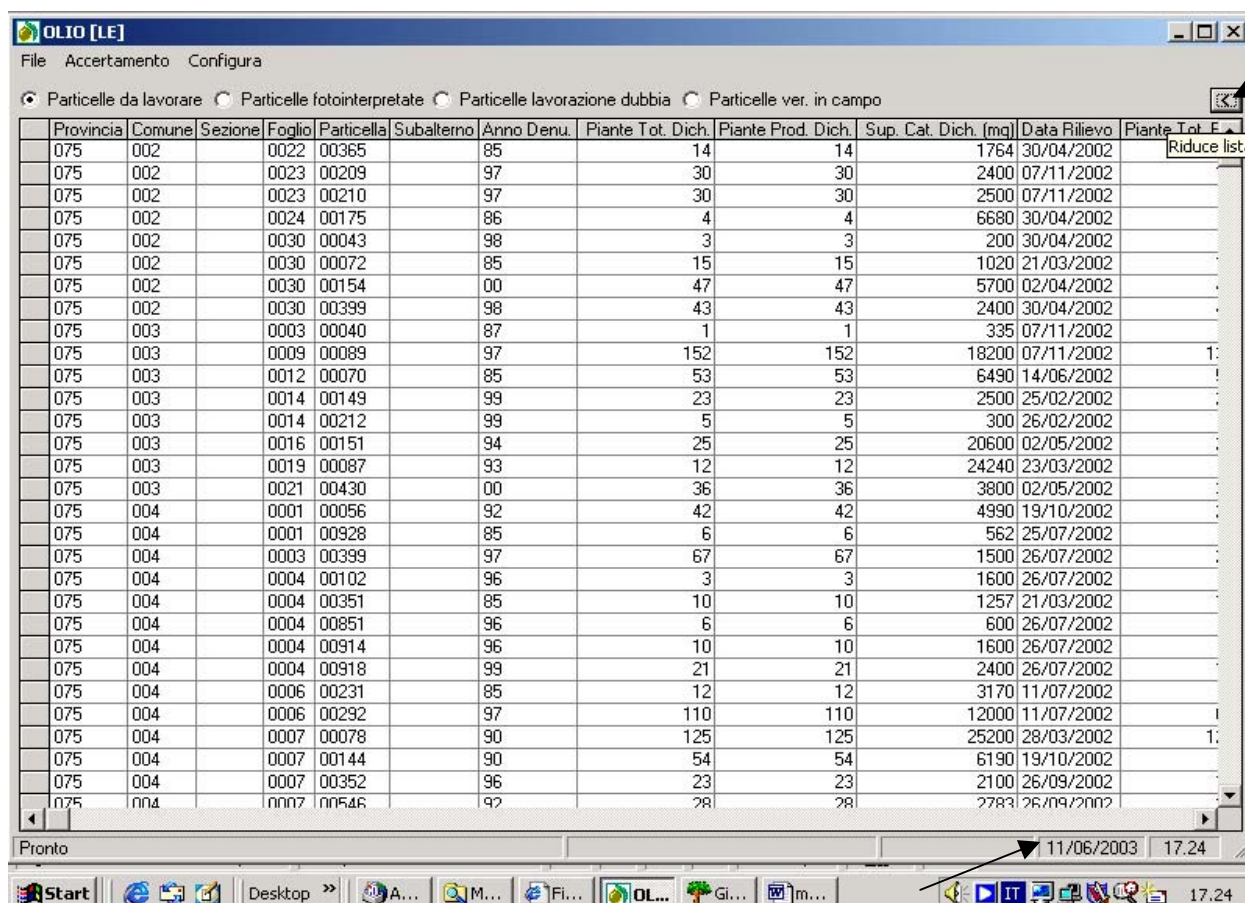 OLIO [LE]
File Accertamento Configura
Particelle da lavorare Particelle fotointerpretate Particelle lavorazione dubbia Particelle ver. in campo
Provincia Comune Sezione Foglio Particella Subalterno Anno Denu. Piante Tot. Dich. Piante Prod. Dich. Sup. Cat. Dich. (mq) Data Rilievo Piante Tot.
Riduce lista
075 002 0022 00365 85 14 14 1764 30/04/2002
075 002 0023 00209 97 30 30 2400 07/11/2002
075 002 0023 00210 97 30 30 2500 07/11/2002
075 002 0024 00175 86 4 4 6680 30/04/2002
075 002 0030 00043 98 3 3 200 30/04/2002
075 002 0030 00072 85 15 15 1020 21/03/2002
075 002 0030 00154 00 47 47 5700 02/04/2002
075 002 0030 00399 98 43 43 2400 30/04/2002
075 003 0003 00040 87 1 1 335 07/11/2002
075 003 0009 00089 97 152 152 18200 07/11/2002
075 003 0012 00070 85 53 53 6490 14/06/2002
075 003 0014 00149 99 23 23 2500 25/02/2002
075 003 0014 00212 99 5 5 300 26/02/2002
075 003 0016 00151 94 25 25 20600 02/05/2002
075 003 0019 00087 93 12 12 24240 23/03/2002
075 003 0021 00430 00 36 36 3800 02/05/2002
075 004 0001 00056 92 42 42 4990 19/10/2002
075 004 0001 00928 85 6 6 562 25/07/2002
075 004 0003 00399 97 67 67 1500 26/07/2002
075 004 0004 00102 96 3 3 1600 26/07/2002
075 004 0004 00351 85 10 10 1257 21/03/2002
075 004 0004 00851 96 6 6 600 26/07/2002
075 004 0004 00914 96 10 10 1600 26/07/2002
075 004 0004 00918 99 21 21 2400 26/07/2002
075 004 0006 00231 85 12 12 3170 11/07/2002
075 004 0006 00292 97 110 110 12000 11/07/2002
075 004 0007 00078 90 125 125 25200 28/03/2002
075 004 0007 00144 90 54 54 6190 19/10/2002
075 004 0007 00352 96 23 23 2100 26/09/2002
075 004 0007 00546 92 28 28 2783 26/09/2002
Pronto 11/06/2003 17.24
Start Desktop » A... M... Fi... OL... Gi... m... IT 17.24